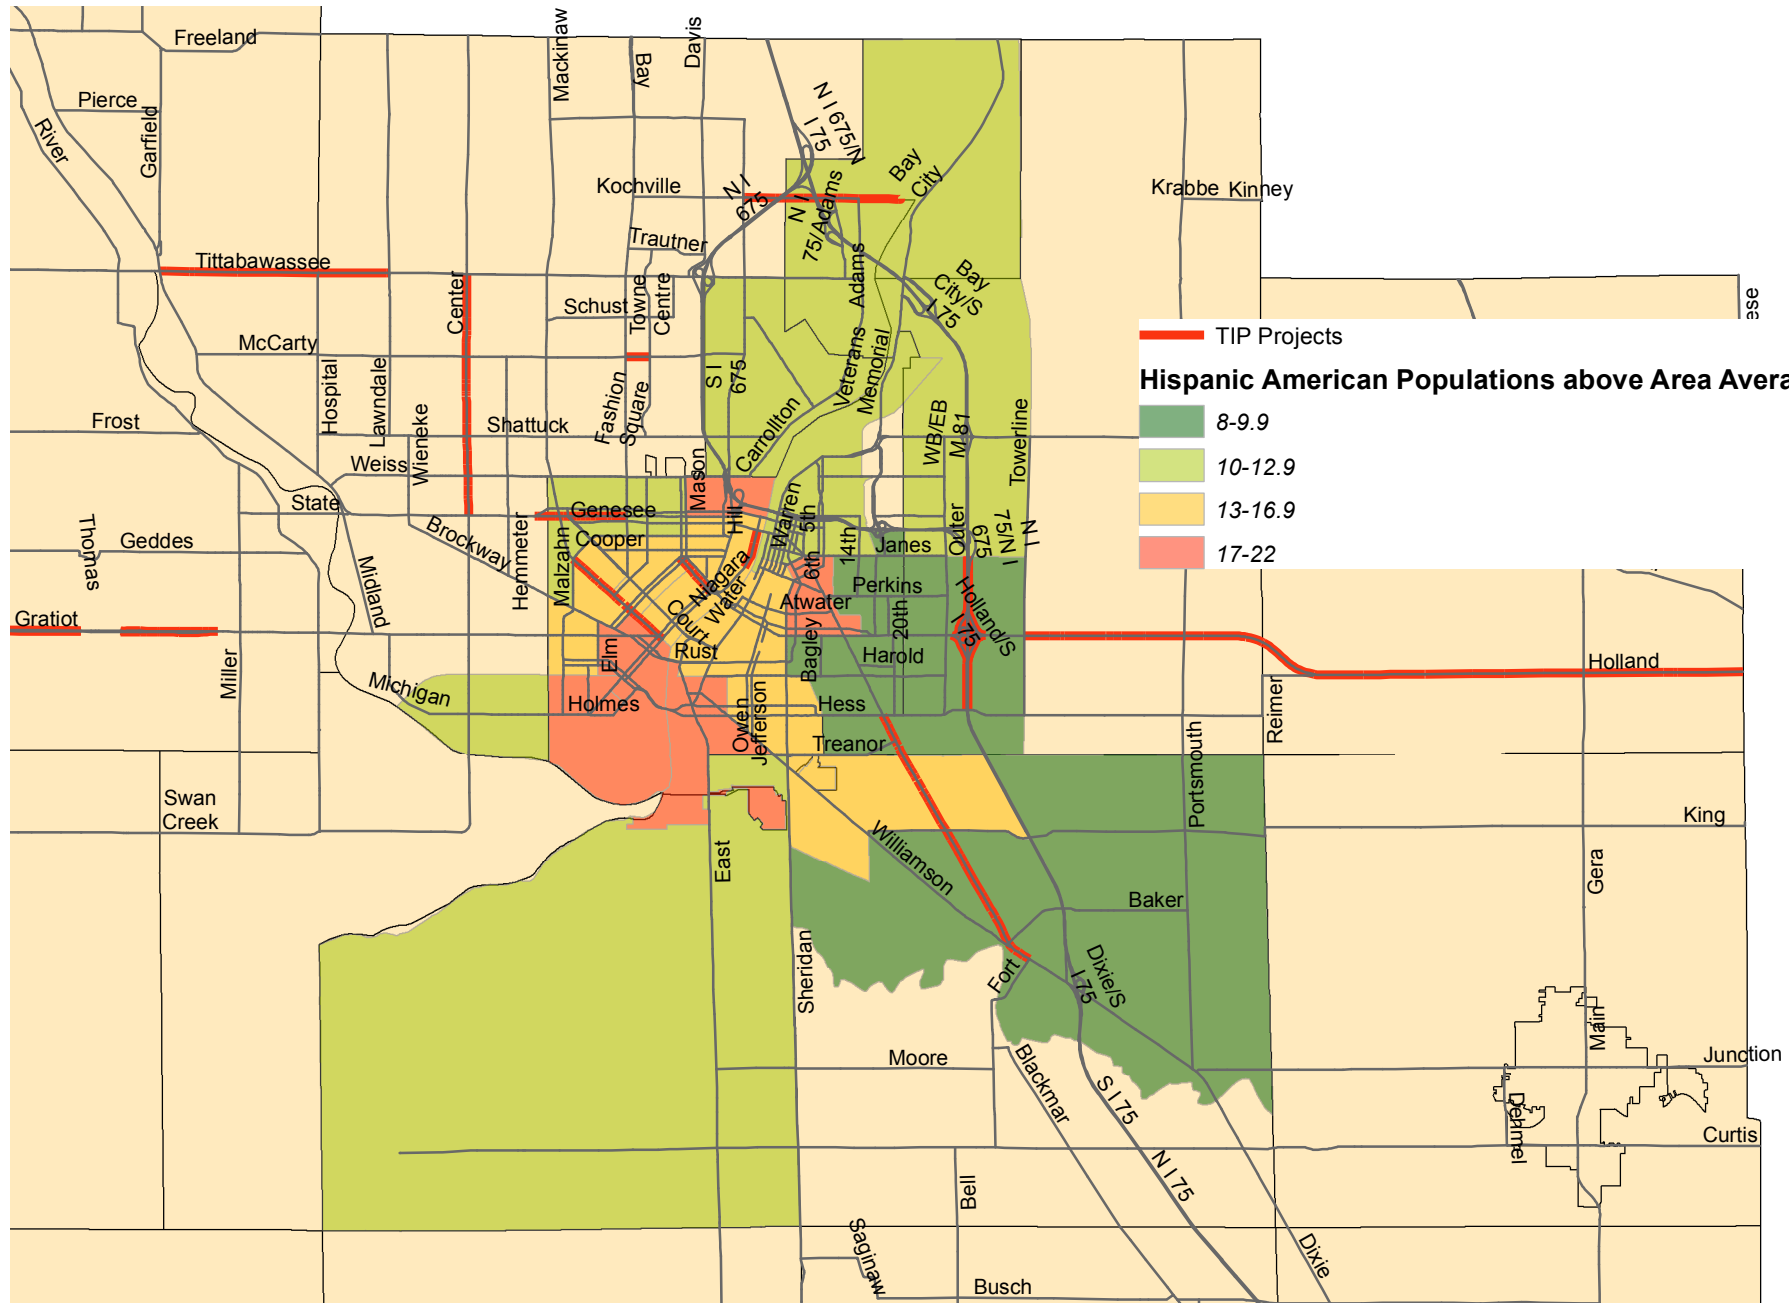 Freeland
Mackinaw
Bay
Davis
Pierce
River
Garfield
N I 675/N
I 75
Bay
City
Kochville
N I
675
N I
75/Adams
Krabbe
Kinney
Trautner
Tittabawassee
Center
Schust
Towne
Centre
Adams
Bay
City/S
I 75
ese
McCarty
Hospital
Lawndale
S I
675
Veterans
Memorial
TIP Projects
Hispanic American Populations above Area Avera
8-9.9
10-12.9
13-16.9
17-22
Frost
Wieneke
Shattuck
Fashion
Square
Carrollton
WB/EB
M 81
Towerline
Weiss
Mason
State
Genesee
Hill
Warren
5th
Thomas
Geddes
Brockway
Hemmeter
Malzahn
Cooper
Niagara
Water
6th
14th
Janes
Outer
675
75/N I
N I
Midland
Perkins
Atwater
Court
20th
Holland/S
I 75
Gratiot
Rust
Elm
Bagley
Harold
Holland
Miller
Michigan
Holmes
Owen
Jefferson
Hess
Reimer
Treanor
Portsmouth
Swan
Creek
King
East
Williamson
Gera
Baker
Sheridan
Fort
Dixie/S
I 75
Main
Moore
Blackmar
S I 75
Junction
Dehmel
Curtis
N I 75
Bell
Saginaw
Dixie
Busch